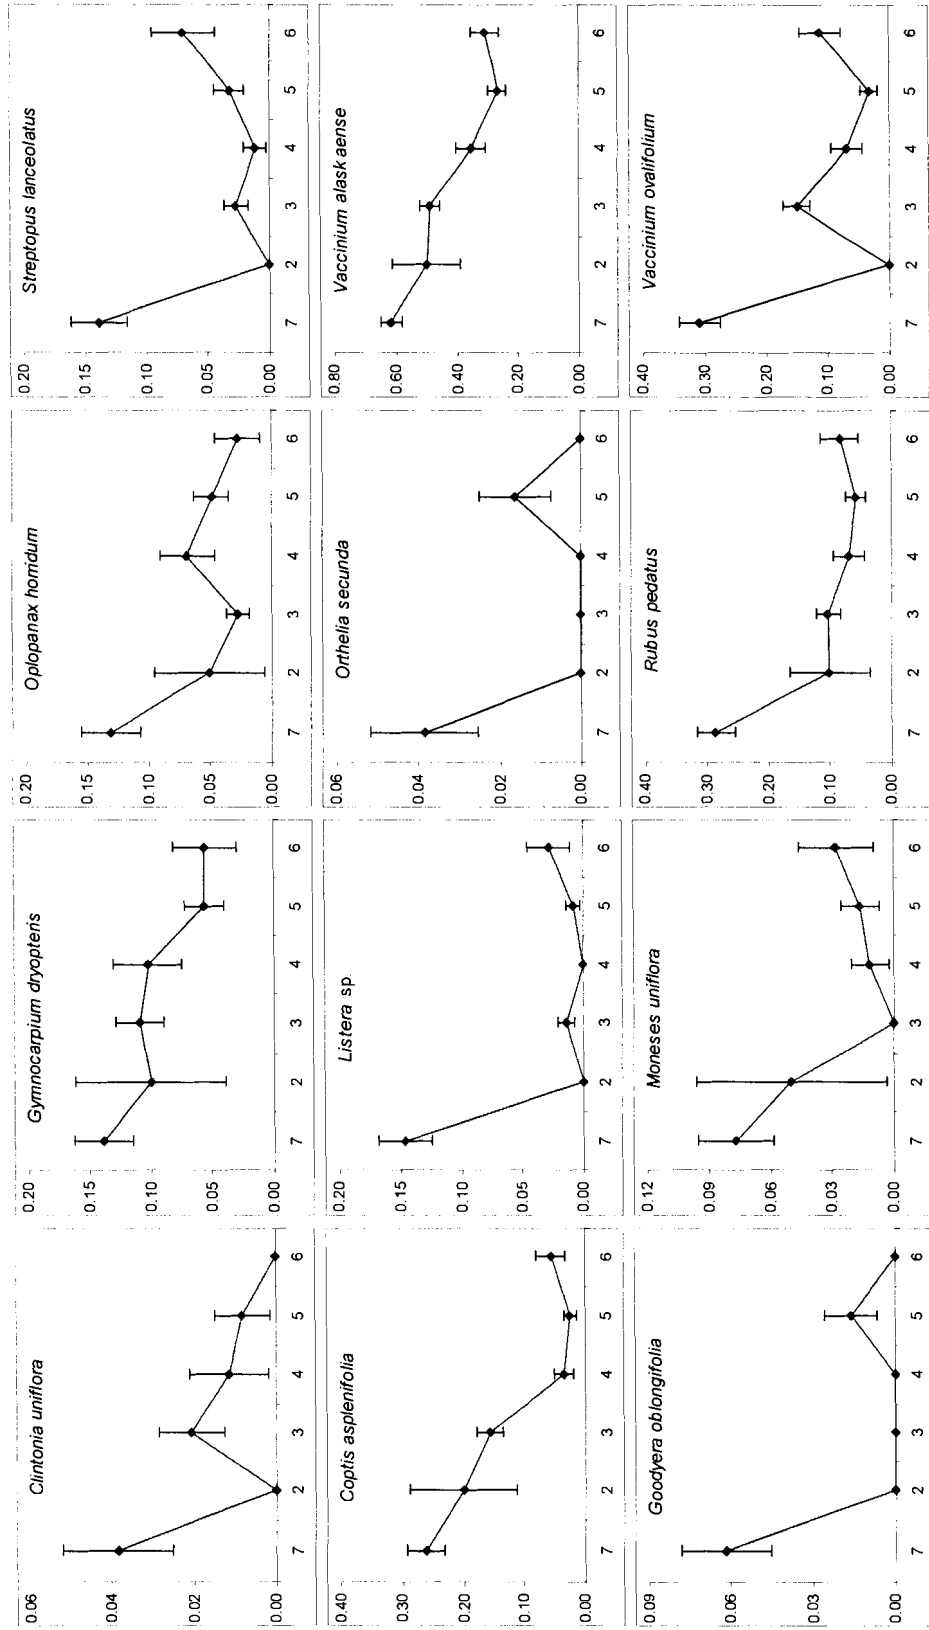 Clintonia uniflora
0.06
0.04
0.02
0.00
7 2 3 4 5 6
Gymnocarpium dryopteris
0.20
0.15
0.10
0.05
0.00
7 2 3 4 5 6
Oplopanax horridum
0.20
0.15
0.10
0.05
0.00
7 2 3 4 5 6
Streptopus lanceolatus
0.20
0.15
0.10
0.05
0.00
7 2 3 4 5 6
Coptis asplenifolia
0.40
0.30
0.20
0.10
0.00
7 2 3 4 5 6
Listera sp.
0.20
0.15
0.10
0.05
0.00
7 2 3 4 5 6
Orthelia secunda
0.06
0.04
0.02
0.00
7 2 3 4 5 6
Vaccinium alask aense
0.80
0.60
0.40
0.20
0.00
7 2 3 4 5 6
Goodyera oblongifolia
0.09
0.06
0.03
0.00
7 2 3 4 5 6
Moneses uniflora
0.12
0.09
0.06
0.03
0.00
7 2 3 4 5 6
Rubus pedatus
0.40
0.30
0.20
0.10
0.00
7 2 3 4 5 6
Vaccinium ovalifolium
0.40
0.30
0.20
0.10
0.00
7 2 3 4 5 6